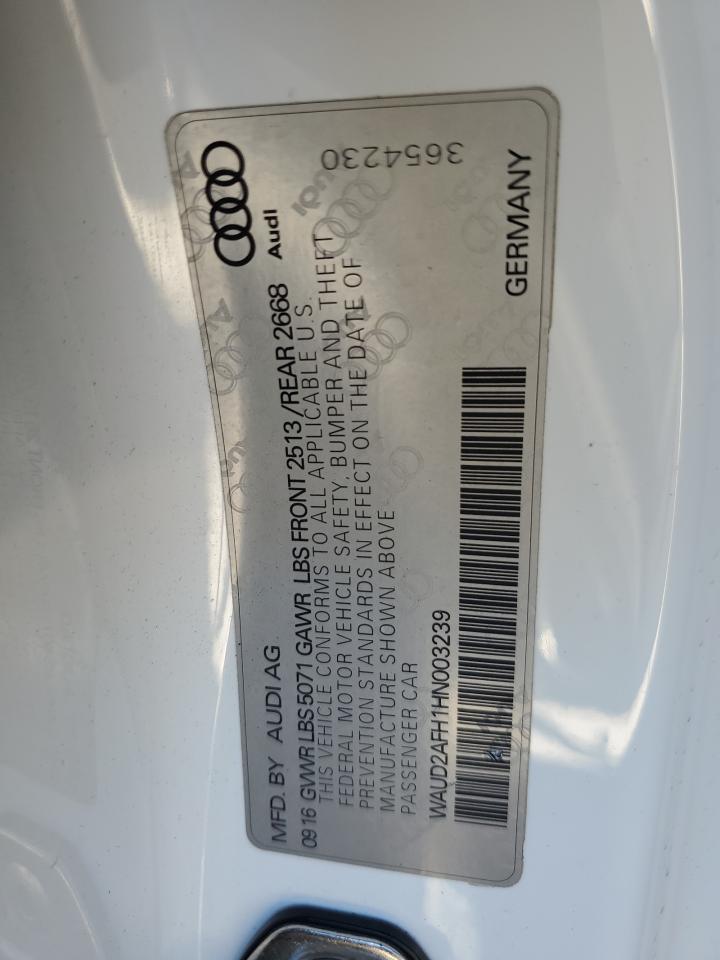 MFD. BY AUDI AG
Audi
09 16 GVWR LBS 5071 GAWR LBS FRONT 2513 /REAR 2668
THIS VEHICLE CONFORMS TO ALL APPLICABLE U.S.
FEDERAL MOTOR VEHICLE SAFETY, BUMPER AND THEFT
PREVENTION STANDARDS IN EFFECT ON THE DATE OF
MANUFACTURE SHOWN ABOVE
PASSENGER CAR
3654230
WAUD2AFH1HN003239
GERMANY